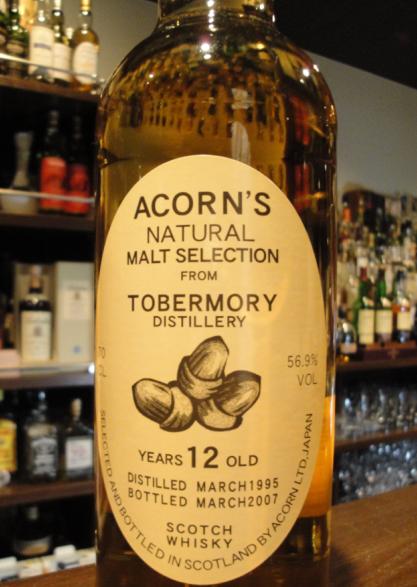 ACORN'S
NATURAL
MALT SELECTION
FROM
TOBERMORY
DISTILLERY
70
CL
56.9%
VOL
YEARS 12 OLD
DISTILLED MARCH1995
BOTTLED MARCH2007
SCOTCH
WHISKY
SELECTED AND BOTTLED IN SCOTLAND BY ACORN LTD.JAPAN